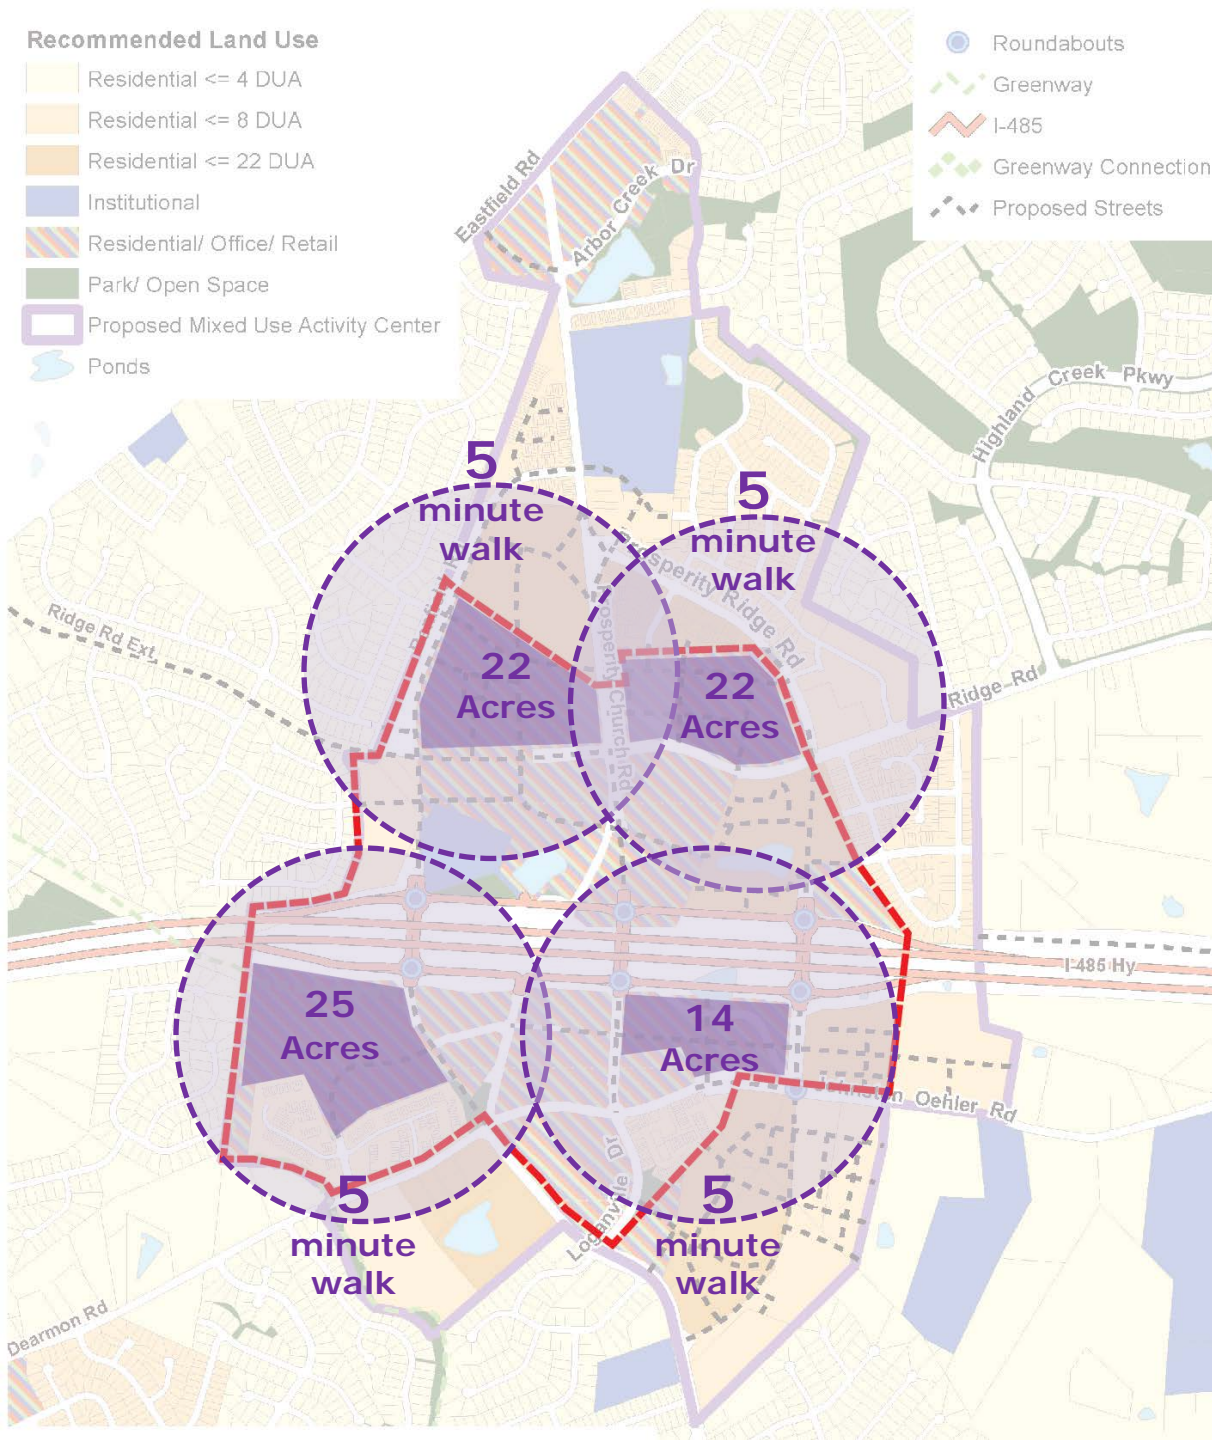 Recommended Land Use
Residential <= 4 DUA
Residential <= 8 DUA
Residential <= 22 DUA
Institutional
Residential/ Office/ Retail
Park/ Open Space
Proposed Mixed Use Activity Center
Ponds
Roundabouts
Greenway
I-485
Greenway Connection
Proposed Streets
Eastfield Rd
Arbor Creek Dr
Highland Creek Pkwy
5
minute
walk
5
minute
walk
Prosperity Ridge Rd
Ridge Rd Ext
Prosperity Church Rd
22
Acres
22
Acres
Ridge Rd
I-485 Hy
25
Acres
14
Acres
Johnston Oehler Rd
Loganville Dr
5
minute
walk
5
minute
walk
Dearmon Rd